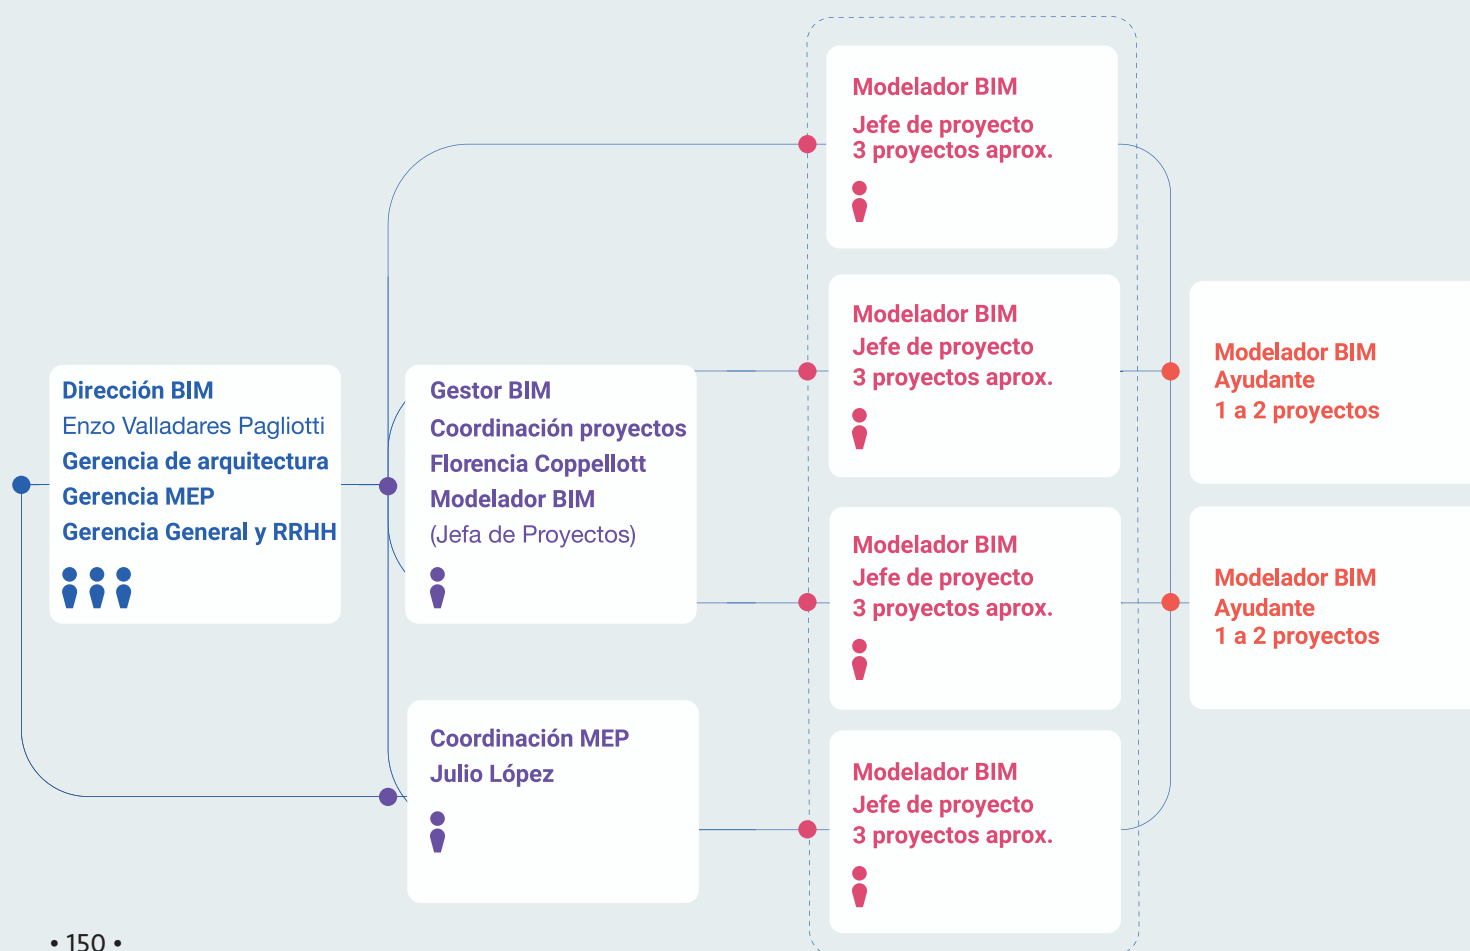 Dirección BIM
Enzo Valladares Pagliotti
Gerencia de arquitectura
Gerencia MEP
Gerencia General y RRHH
Gestor BIM
Coordinación proyectos
Florencia Coppellott
Modelador BIM
(Jefa de Proyectos)
Coordinación MEP
Julio López
Modelador BIM
Jefe de proyecto
3 proyectos aprox.
Modelador BIM
Jefe de proyecto
3 proyectos aprox.
Modelador BIM
Jefe de proyecto
3 proyectos aprox.
Modelador BIM
Jefe de proyecto
3 proyectos aprox.
Modelador BIM
Ayudante
1 a 2 proyectos
Modelador BIM
Ayudante
1 a 2 proyectos
• 150 •